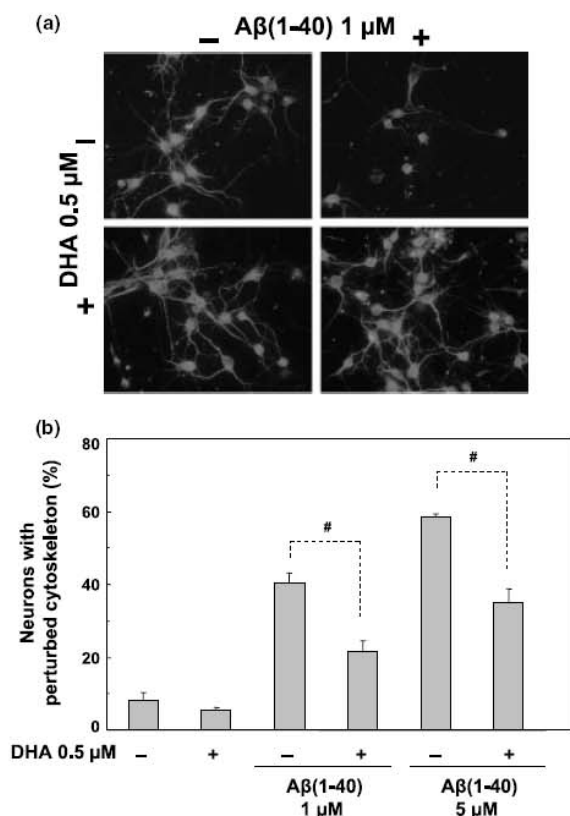 (a)
Aβ(1-40) 1 µM
– +
DHA 0.5 µM
–
+
(b)
Neurons with
perturbed cytoskeleton (%)
80
60
40
20
0
# #
DHA 0.5 µM – + – + – +
Aβ(1-40) Aβ(1-40)
1 µM 5 µM